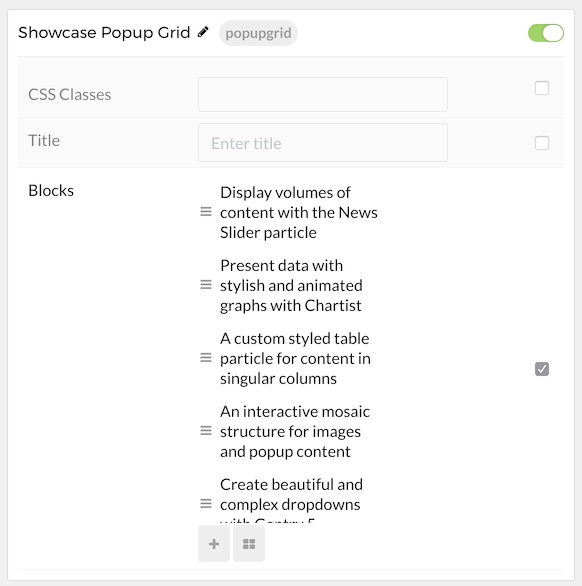 Showcase Popup Grid popupgrid
CSS Classes
Title
Enter title
Blocks
Display volumes of
content with the News
Slider particle
Present data with
stylish and animated
graphs with Chartist
A custom styled table
particle for content in
singular columns
An interactive mosaic
structure for images
and popup content
Create beautiful and
complex dropdowns
with Gantry 5